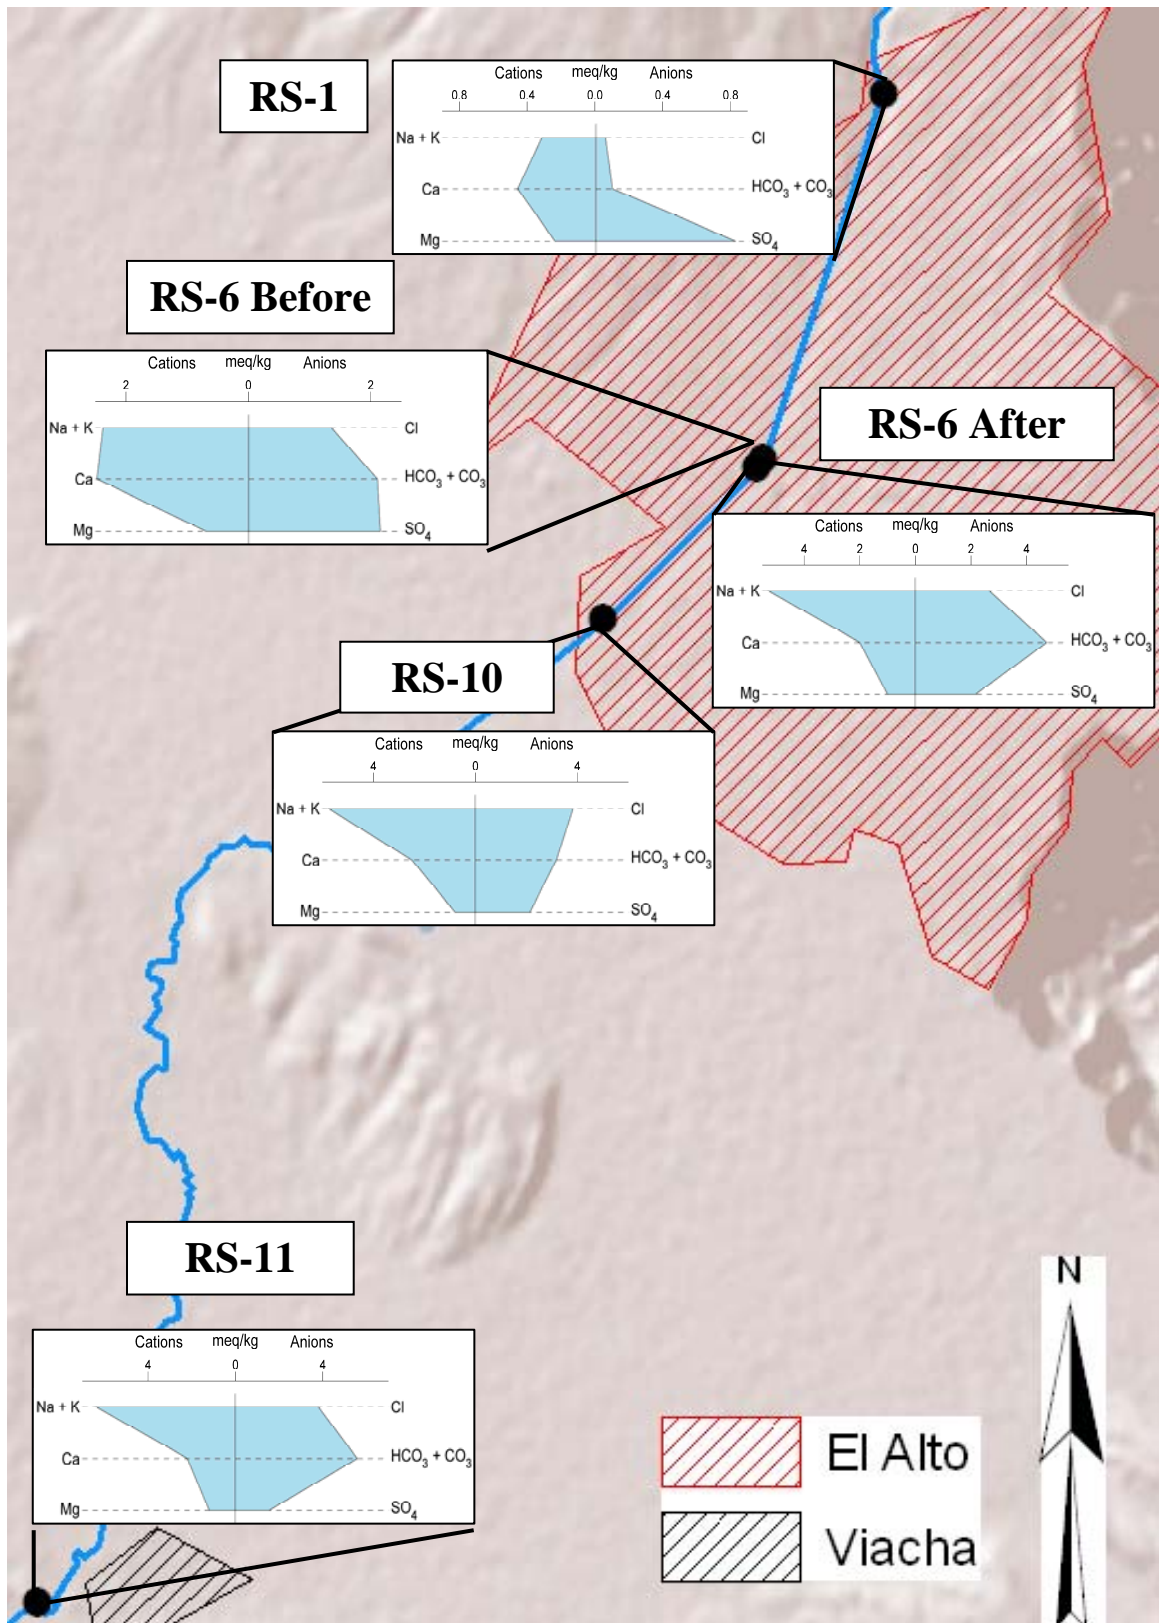 RS-1
Cations meq/kg Anions
0.8 0.4 0.0 0.4 0.8
Na + K Cl
Ca HCO₃ + CO₃
Mg SO₄
RS-6 Before
Cations meq/kg Anions
2 0 2
Na + K Cl
Ca HCO₃ + CO₃
Mg SO₄
RS-6 After
Cations meq/kg Anions
4 2 0 2 4
Na + K Cl
Ca HCO₃ + CO₃
Mg SO₄
RS-10
Cations meq/kg Anions
4 0 4
Na + K Cl
Ca HCO₃ + CO₃
Mg SO₄
RS-11
Cations meq/kg Anions
4 0 4
Na + K Cl
Ca HCO₃ + CO₃
Mg SO₄
N
El Alto
Viacha